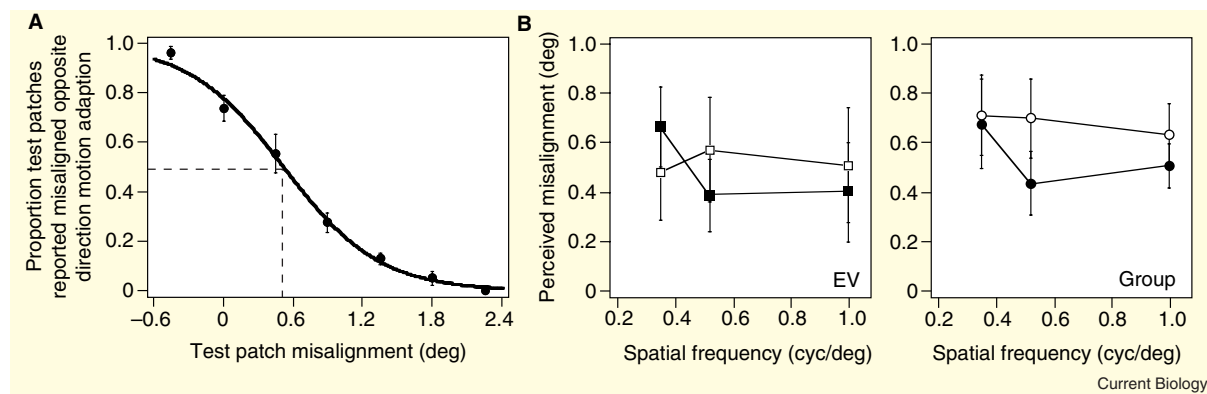 A
Proportion test patches
reported misaligned opposite
direction motion adaption
1.0
0.8
0.6
0.4
0.2
0
–0.6 0 0.6 1.2 1.8 2.4
Test patch misalignment (deg)
B
Perceived misalignment (deg)
1.0
0.8
0.6
0.4
0.2
0
EV
0.2 0.4 0.6 0.8 1.0
Spatial frequency (cyc/deg)
1.0
0.8
0.6
0.4
0.2
0
Group
0.2 0.4 0.6 0.8 1.0
Spatial frequency (cyc/deg)
Current Biology